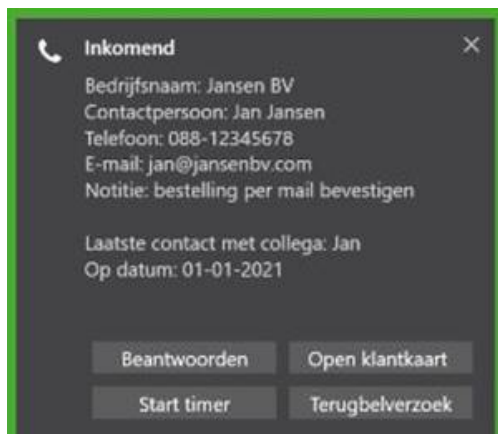 Inkomend
Bedrijfsnaam: Jansen BV
Contactpersoon: Jan Jansen
Telefoon: 088-12345678
E-mail: jan@jansenbv.com
Notitie: bestelling per mail bevestigen
Laatste contact met collega: Jan
Op datum: 01-01-2021
Beantwoorden Open klantkaart
Start timer Terugbelverzoek